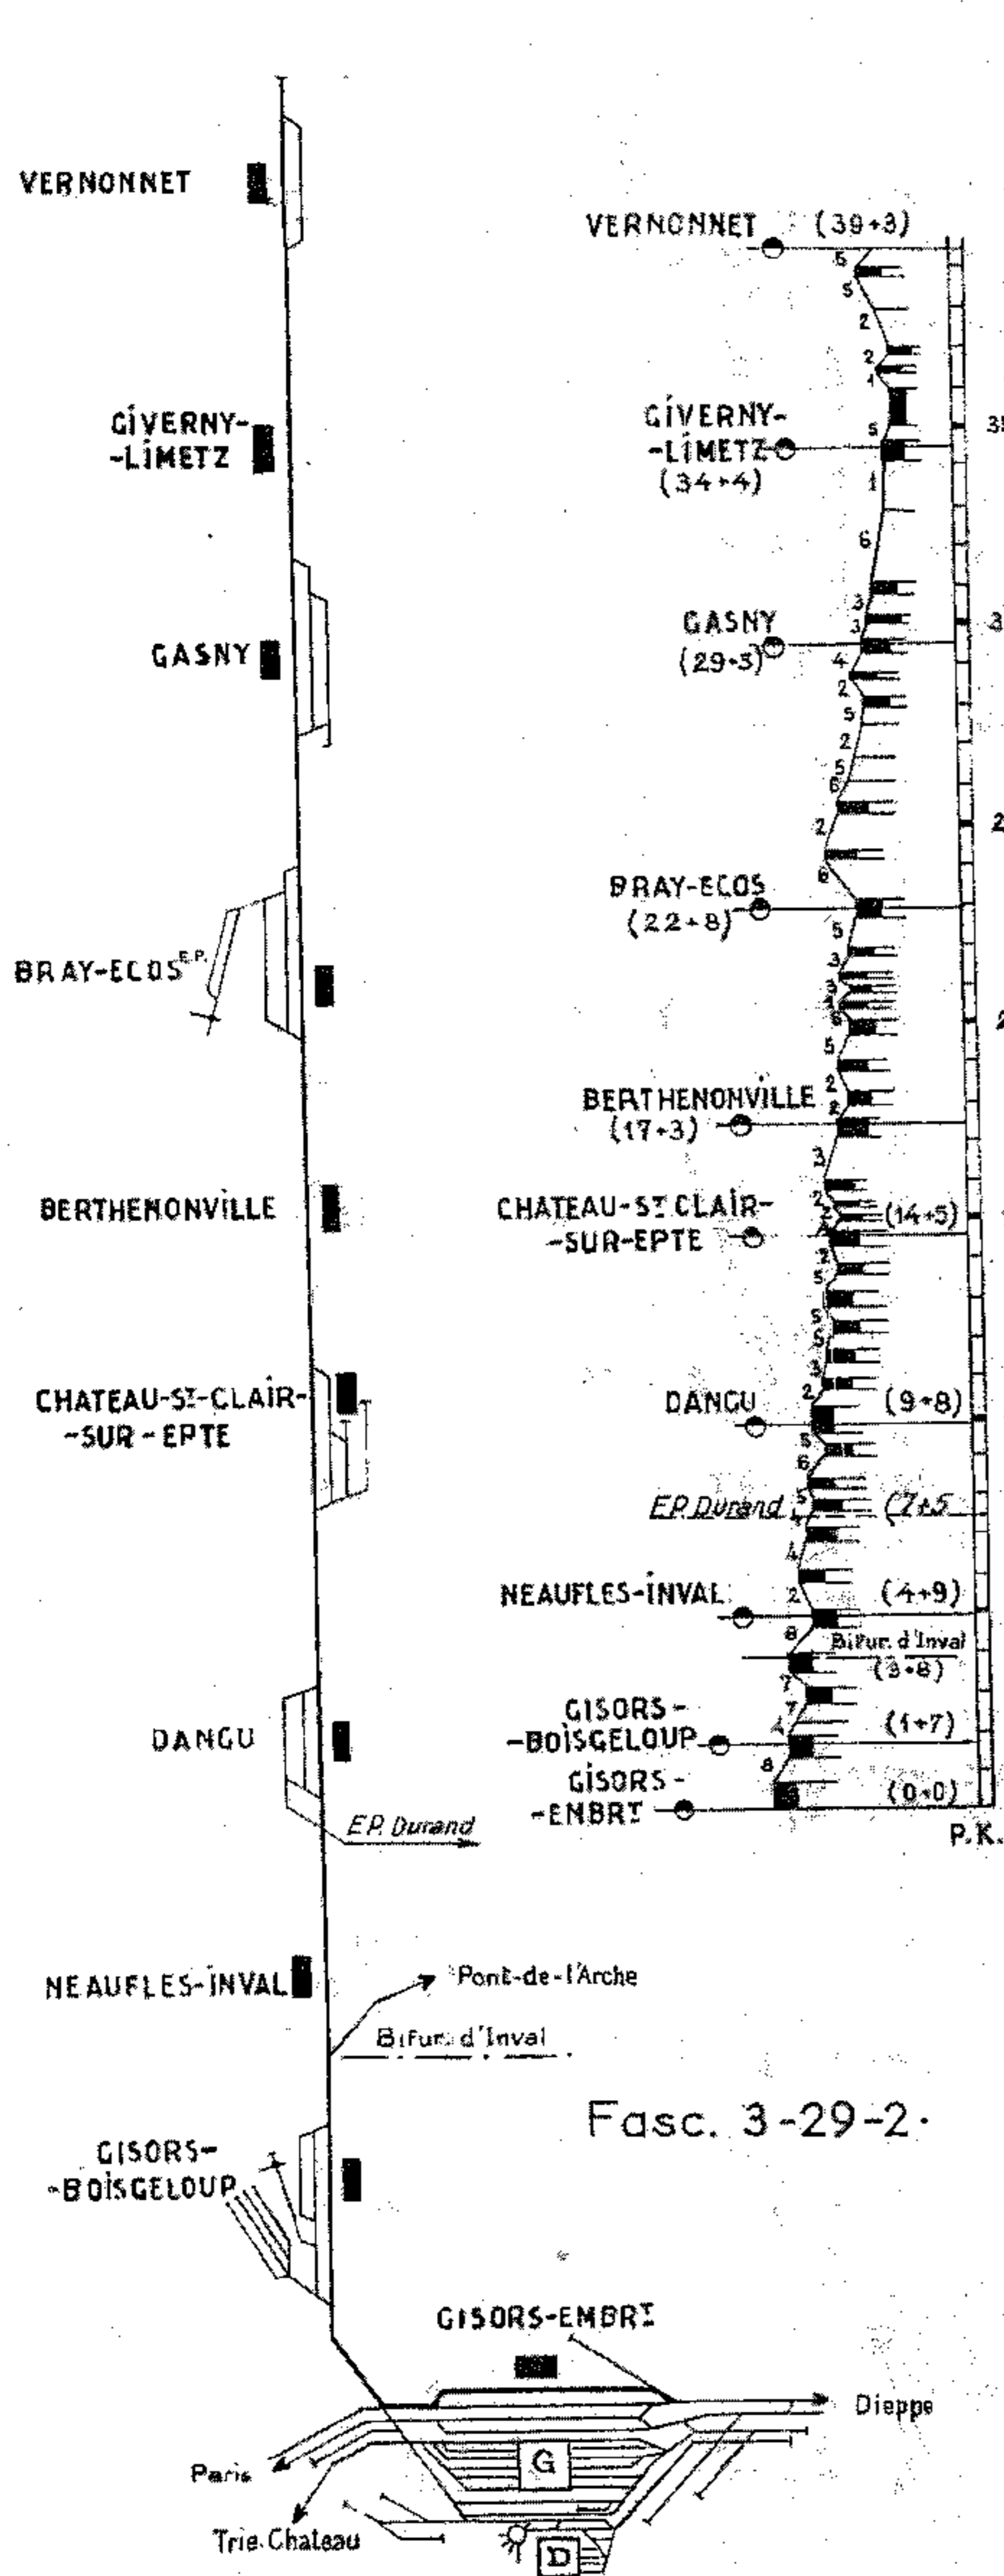 VERNONNET
GIVERNY-
-LIMETZ
GASNY
BRAY-ECOS E.P.
BERTHENONVILLE
CHATEAU-ST-CLAIR-
-SUR-EPTE
DANGU
E.P. Durand
NEAUFLES-INVAL
Pont-de-l'Arche
Bifur. d'Inval
GISORS-
-BOISGELOUP
GISORS-EMBRT
Dieppe
Paris
G
Trie-Chateau
D
VERNONNET (39+3)
GIVERNY-
-LIMETZ
(34+4)
GASNY
(29+3)
BRAY-ECOS
(22+8)
BERTHENONVILLE
(17+3)
CHATEAU-ST CLAIR-
-SUR-EPTE
(14+5)
DANGU (9+8)
E.P. Durand (7+5
NEAUFLES-INVAL (4+9)
Bifur. d'Inval
(3+8)
GISORS-
-BOISGELOUP (1+7)
GISORS-
-EMBRT (0+0)
P.K.
Fasc. 3-29-2.